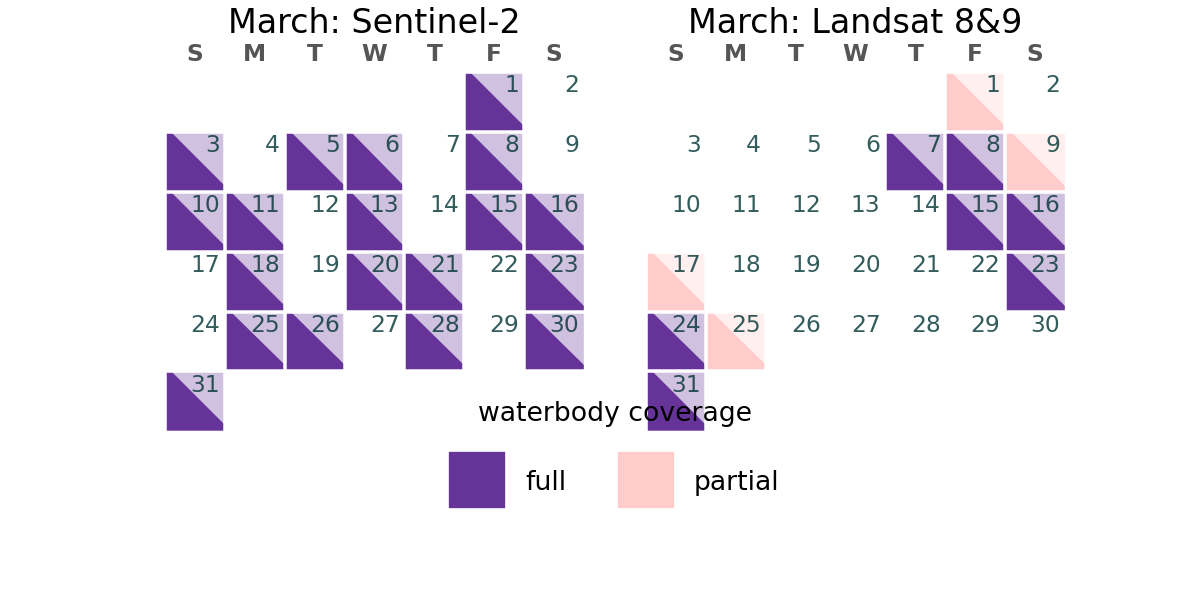 March: Sentinel-2
S M T W T F S
1 2
3 4 5 6 7 8 9
10 11 12 13 14 15 16
17 18 19 20 21 22 23
24 25 26 27 28 29 30
31
March: Landsat 8&9
S M T W T F S
1 2
3 4 5 6 7 8 9
10 11 12 13 14 15 16
17 18 19 20 21 22 23
24 25 26 27 28 29 30
31
waterbody coverage
full partial